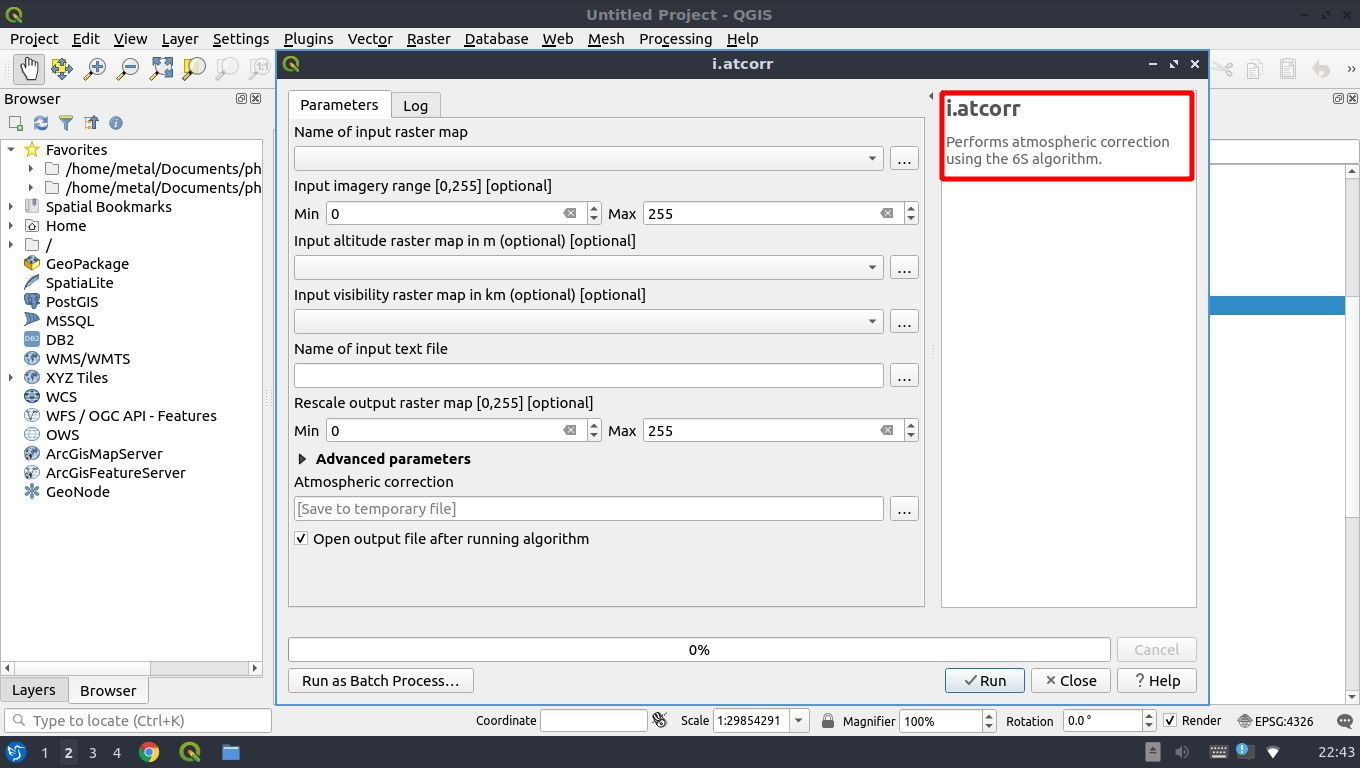 Untitled Project - QGIS
Project Edit View Layer Settings Plugins Vector Raster Database Web Mesh Processing Help
i.atcorr
Browser
Favorites
/home/metal/Documents/ph
/home/metal/Documents/ph
Spatial Bookmarks
Home
/
GeoPackage
SpatiaLite
PostGIS
MSSQL
DB2
DB2
WMS/WMTS
XYZ Tiles
WCS
WFS / OGC API - Features
OWS
ArcGisMapServer
ArcGisFeatureServer
GeoNode
Layers Browser
Parameters Log
Name of input raster map
...
Input imagery range [0,255] [optional]
Min 0 Max 255
Input altitude raster map in m (optional) [optional]
...
Input visibility raster map in km (optional) [optional]
...
Name of input text file
...
Rescale output raster map [0,255] [optional]
Min 0 Max 255
Advanced parameters
Atmospheric correction
[Save to temporary file] ...
Open output file after running algorithm
i.atcorr
Performs atmospheric correction
using the 6S algorithm.
0% Cancel
Run as Batch Process... Run Close ? Help
Type to locate (Ctrl+K) Coordinate Scale 1:29854291 Magnifier 100% Rotation 0.0 ° Render EPSG:4326
1 2 3 4 22:43